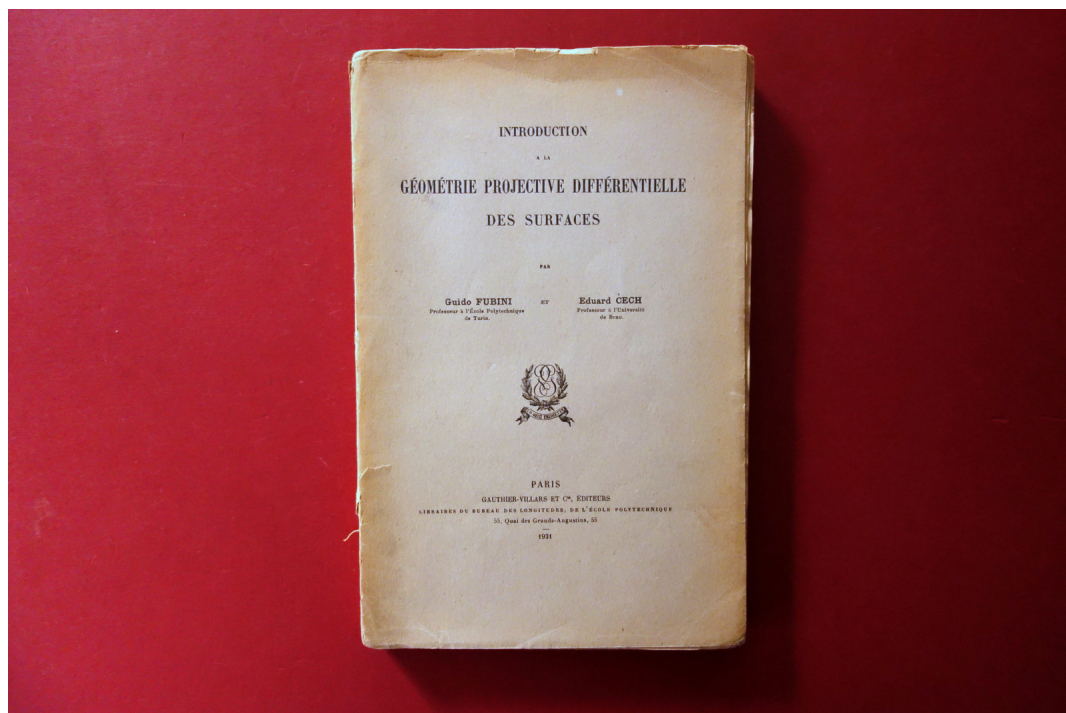 INTRODUCTION
A LA
GÉOMÉTRIE PROJECTIVE DIFFÉRENTIELLE
DES SURFACES
PAR
Guido FUBINI ET Eduard ČECH
Professeur à l'École Polytechnique Professeur à l'Université
de Turin. de Brno.
PARIS
GAUTHIER-VILLARS ET Cie, ÉDITEURS
LIBRAIRES DU BUREAU DES LONGITUDES, DE L'ÉCOLE POLYTECHNIQUE
55, Quai des Grands-Augustins, 55
1931